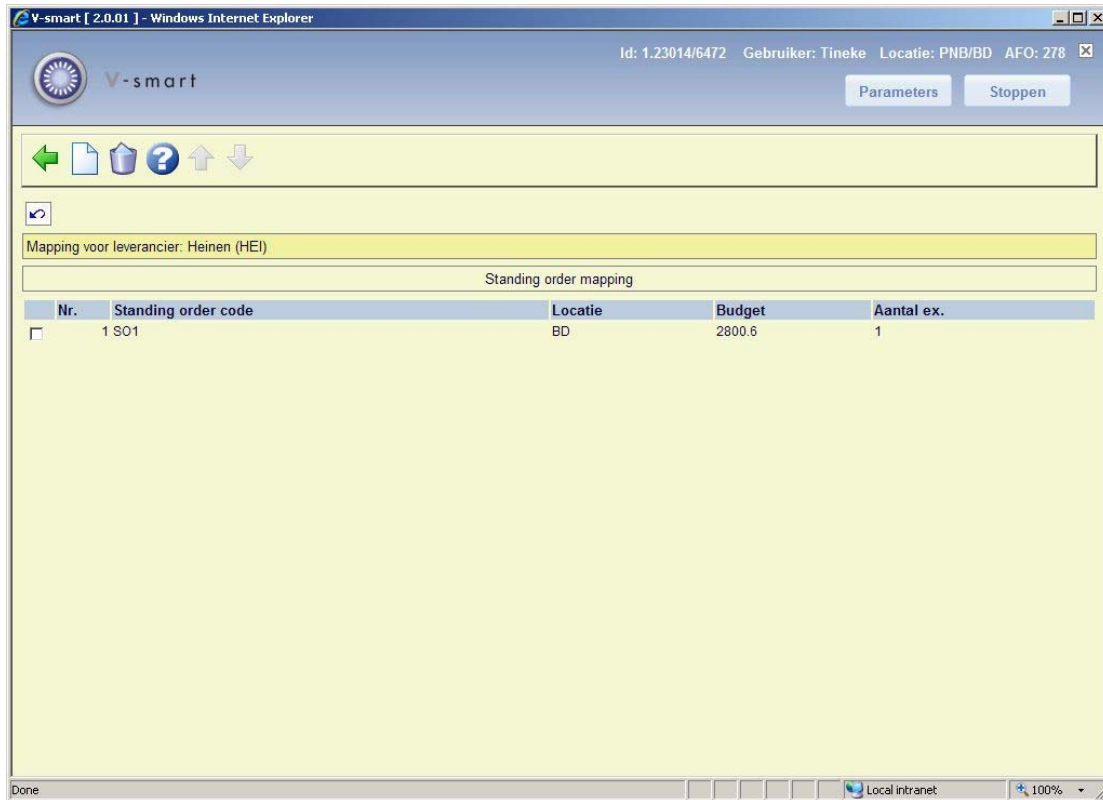 V-smart [ 2.0.01 ] - Windows Internet Explorer
Id: 1.23014/6472 Gebruiker: Tineke Locatie: PNB/BD AFO: 278
V-smart
Parameters Stoppen
Mapping voor leverancier: Heinen (HEI)
Standing order mapping
Nr. Standing order code Locatie Budget Aantal ex.
1 SO1 BD 2800.6 1
Done Local intranet 100%